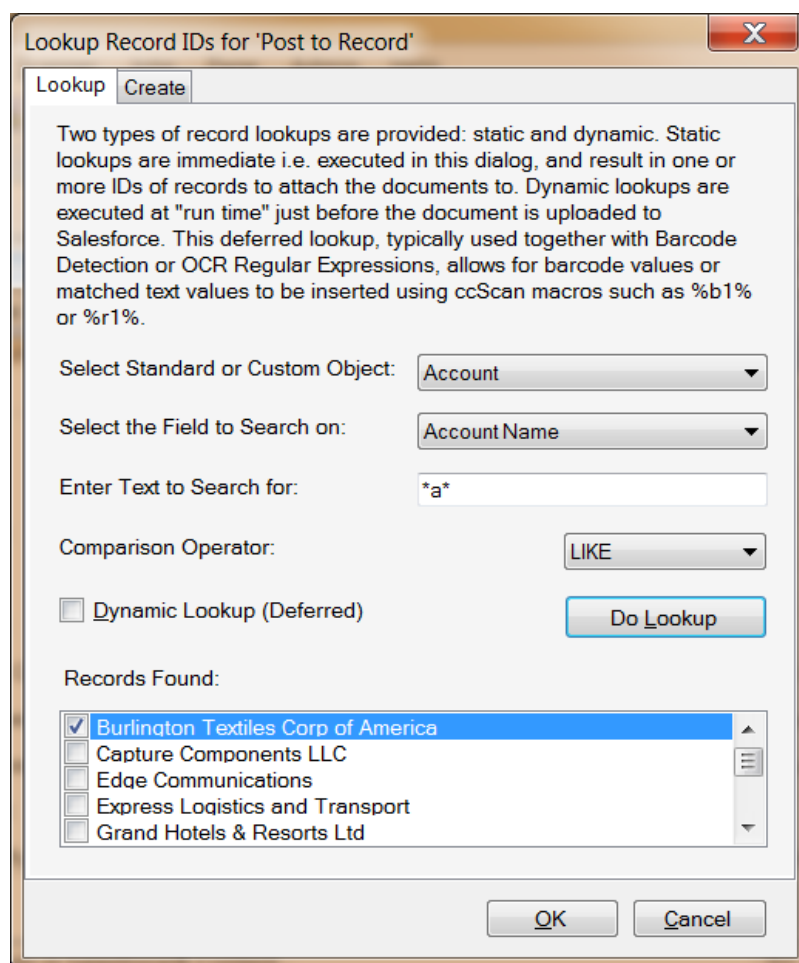 Lookup Record IDs for 'Post to Record'
Lookup Create
Two types of record lookups are provided: static and dynamic. Static
lookups are immediate i.e. executed in this dialog, and result in one or
more IDs of records to attach the documents to. Dynamic lookups are
executed at "run time" just before the document is uploaded to
Salesforce. This deferred lookup, typically used together with Barcode
Detection or OCR Regular Expressions, allows for barcode values or
matched text values to be inserted using ccScan macros such as %b1%
or %r1%.
Select Standard or Custom Object: Account
Select the Field to Search on: Account Name
Enter Text to Search for: *a*
Comparison Operator: LIKE
Dynamic Lookup (Deferred) Do Lookup
Records Found:
Burlington Textiles Corp of America
Capture Components LLC
Edge Communications
Express Logistics and Transport
Grand Hotels & Resorts Ltd
OK Cancel